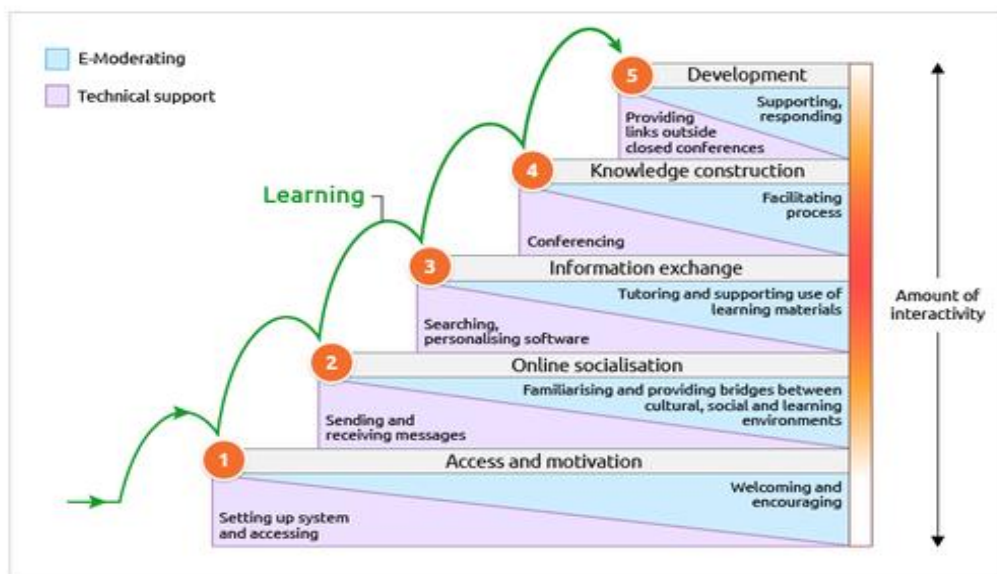 E-Moderating
Technical support
Learning
5
Development
Supporting,
responding
Providing
links outside
closed conferences
4
Knowledge construction
Facilitating
process
Conferencing
3
Information exchange
Tutoring and supporting use of
learning materials
Searching,
personalising software
2
Online socialisation
Familiarising and providing bridges between
cultural, social and learning
environments
Sending and
receiving messages
1
Access and motivation
Welcoming and
encouraging
Setting up system
and accessing
Amount of
interactivity